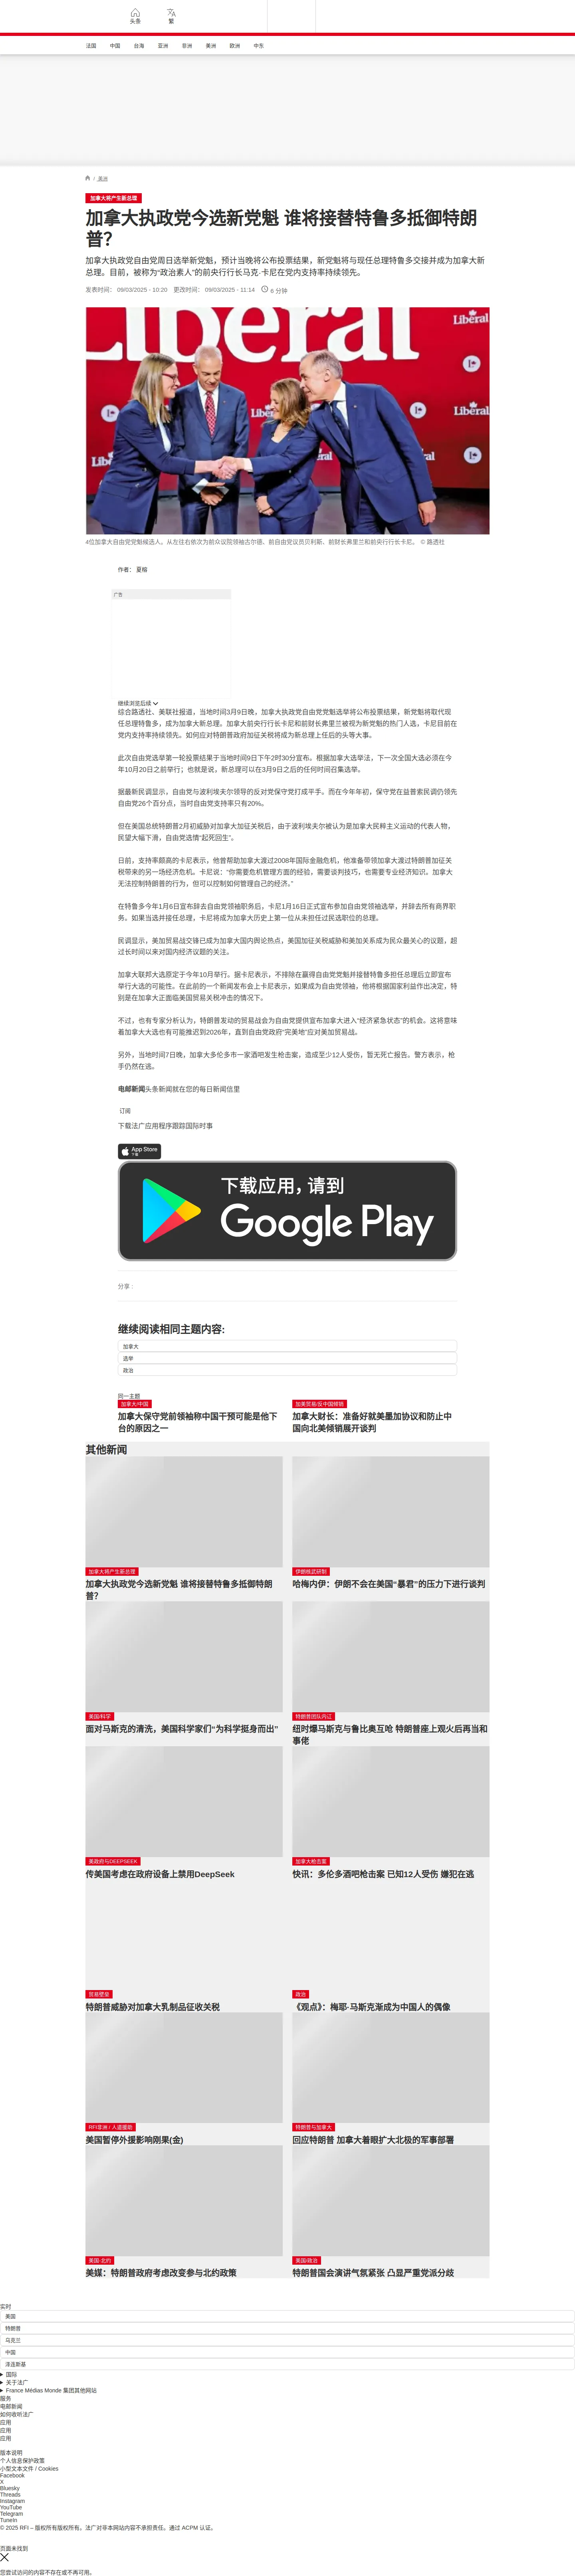 头条
繁
法国 中国 台海 亚洲 非洲 美洲 欧洲 中东
/ 美洲
加拿大将产生新总理
加拿大执政党今选新党魁 谁将接替特鲁多抵御特朗
普?
加拿大执政党自由党周日选举新党魁，预计当晚将公布投票结果，新党魁将与现任总理特鲁多交接并成为加拿大新
总理。目前，被称为“政治素人”的前央行行长马克·卡尼在党内支持率持续领先。
发表时间： 09/03/2025 - 10:20 更改时间： 09/03/2025 - 11:14 6 分钟
Liberal
Liberal
Liberal
Libéral
4位加拿大自由党党魁候选人。从左往右依次为前众议院领袖古尔德、前自由党议员贝利斯、前财长弗里兰和前央行行长卡尼。 © 路透社
作者： 夏榕
广告
继续浏览后续
综合路透社、美联社报道，当地时间3月9日晚，加拿大执政党自由党党魁选举将公布投票结果，新党魁将取代现
任总理特鲁多，成为加拿大新总理。加拿大前央行行长卡尼和前财长弗里兰被视为新党魁的热门人选，卡尼目前在
党内支持率持续领先。如何应对特朗普政府加征关税将成为新总理上任后的头等大事。
此次自由党选举第一轮投票结果于当地时间9日下午2时30分宣布。根据加拿大选举法，下一次全国大选必须在今
年10月20日之前举行；也就是说，新总理可以在3月9日之后的任何时间召集选举。
据最新民调显示，自由党与波利埃夫尔领导的反对党保守党打成平手。而在今年年初，保守党在益普索民调仍领先
自由党26个百分点，当时自由党支持率只有20%。
但在美国总统特朗普2月初威胁对加拿大加征关税后，由于波利埃夫尔被认为是加拿大民粹主义运动的代表人物，
民望大幅下滑，自由党选情“起死回生”。
日前，支持率颇高的卡尼表示，他曾帮助加拿大渡过2008年国际金融危机，他准备带领加拿大渡过特朗普加征关
税带来的另一场经济危机。卡尼说：“你需要危机管理方面的经验，需要谈判技巧，也需要专业经济知识。加拿大
无法控制特朗普的行为，但可以控制如何管理自己的经济。”
在特鲁多今年1月6日宣布辞去自由党领袖职务后，卡尼1月16日正式宣布参加自由党领袖选举，并辞去所有商界职
务。如果当选并接任总理，卡尼将成为加拿大历史上第一位从未担任过民选职位的总理。
民调显示，美加贸易战交锋已成为加拿大国内舆论热点，美国加征关税威胁和美加关系成为民众最关心的议题，超
过长时间以来对国内经济议题的关注。
加拿大联邦大选原定于今年10月举行。据卡尼表示，不排除在赢得自由党党魁并接替特鲁多担任总理后立即宣布
举行大选的可能性。在此前的一个新闻发布会上卡尼表示，如果成为自由党领袖，他将根据国家利益作出决定，特
别是在加拿大正面临美国贸易关税冲击的情况下。
不过，也有专家分析认为，特朗普发动的贸易战会为自由党提供宣布加拿大进入“经济紧急状态”的机会。这将意味
着加拿大大选也有可能推迟到2026年，直到自由党政府“完美地”应对美加贸易战。
另外，当地时间7日晚，加拿大多伦多市一家酒吧发生枪击案，造成至少12人受伤，暂无死亡报告。警方表示，枪
手仍然在逃。
电邮新闻头条新闻就在您的每日新闻信里
订阅
下载法广应用程序跟踪国际时事
App Store
下载
下载应用，请到
Google Play
分享 :
继续阅读相同主题内容:
加拿大
选举
政治
同一主题
加拿大/中国
加拿大保守党前领袖称中国干预可能是他下
台的原因之一
加美贸易/反中国倾销
加拿大财长：准备好就美墨加协议和防止中
国向北美倾销展开谈判
其他新闻
加拿大将产生新总理
加拿大执政党今选新党魁 谁将接替特鲁多抵御特朗
普?
伊朗核武研制
哈梅内伊：伊朗不会在美国“暴君”的压力下进行谈判
美国/科学
面对马斯克的清洗，美国科学家们“为科学挺身而出”
特朗普团队内讧
纽时爆马斯克与鲁比奥互呛 特朗普座上观火后再当和
事佬
美政府与DEEPSEEK
传美国考虑在政府设备上禁用DeepSeek
加拿大枪击案
快讯：多伦多酒吧枪击案 已知12人受伤 嫌犯在逃
贸易壁垒
特朗普威胁对加拿大乳制品征收关税
政治
《观点》：梅耶·马斯克渐成为中国人的偶像
RFI非洲 / 人道援助
美国暂停外援影响刚果(金)
特朗普与加拿大
回应特朗普 加拿大着眼扩大北极的军事部署
美国·北约
美媒：特朗普政府考虑改变参与北约政策
美国/政治
特朗普国会演讲气氛紧张 凸显严重党派分歧
实时
美国
特朗普
乌克兰
中国
泽连斯基
国际
关于法广
France Médias Monde 集团其他网站
服务
电邮新闻
如何收听法广
应用
应用
应用
版本说明
个人信息保护政策
小型文本文件 / Cookies
Facebook
X
Bluesky
Threads
Instagram
YouTube
Telegram
TuneIn
© 2025 RFI – 版权所有版权所有。法广对非本网站内容不承担责任。通过 ACPM 认证。
页面未找到
您尝试访问的内容不存在或不再可用。